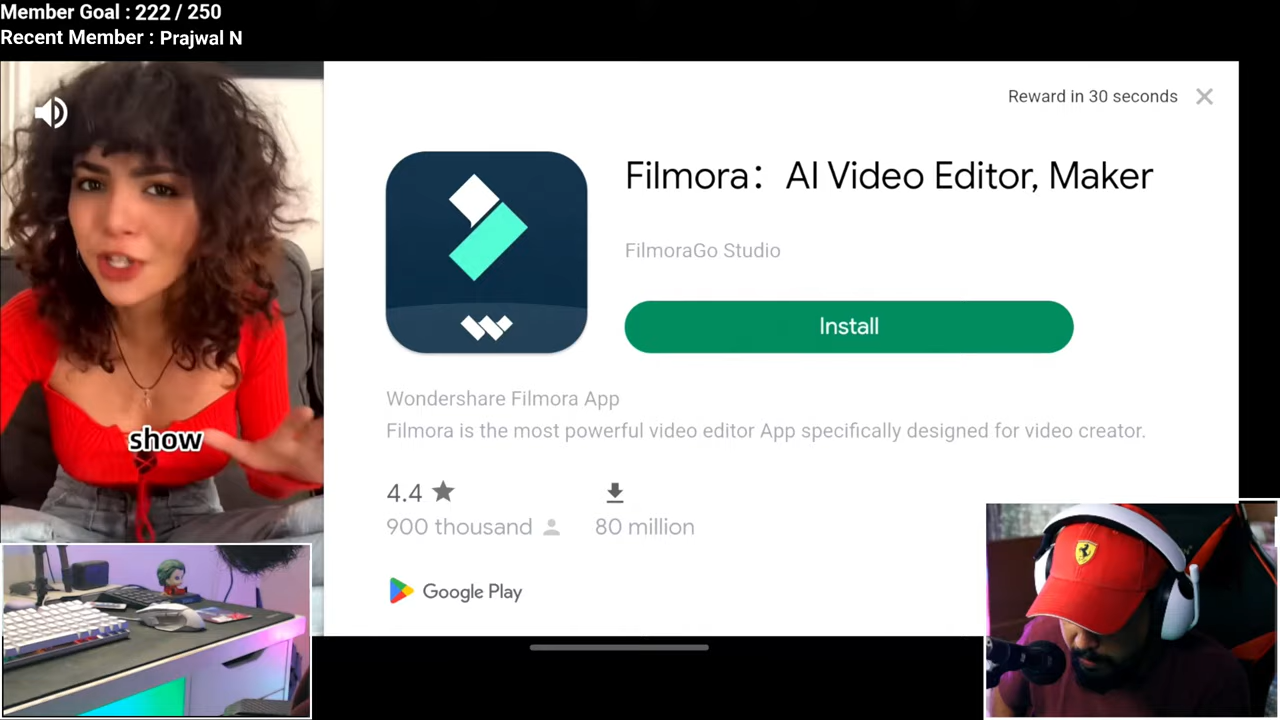 Member Goal : 222 / 250
Recent Member : Prajwal N
Reward in 30 seconds
Filmora：AI Video Editor, Maker
FilmoraGo Studio
Install
Wondershare Filmora App
Filmora is the most powerful video editor App specifically designed for video creator.
show
4.4
900 thousand
80 million
Google Play